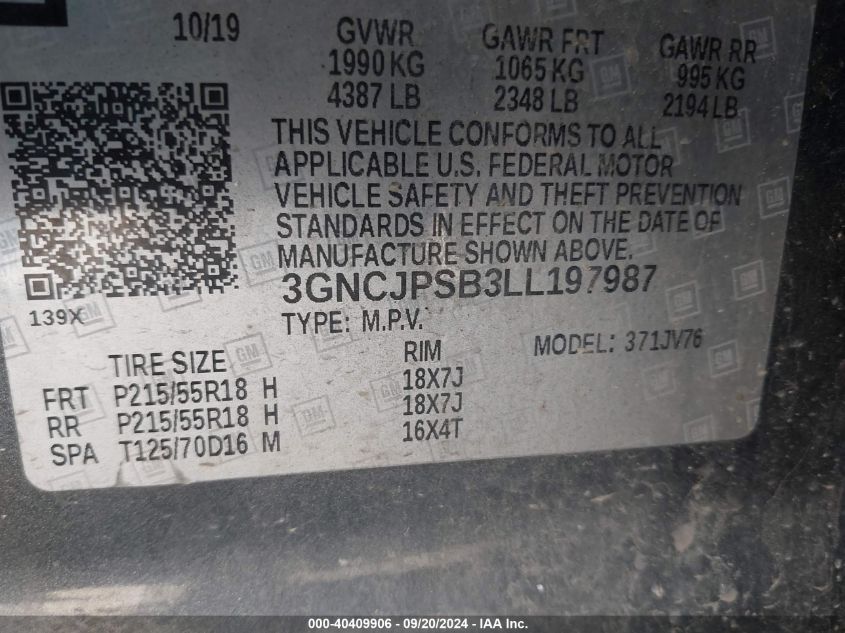 10/19 GVWR GAWR FRT GAWR RR
1990 KG 1065 KG 995 KG
4387 LB 2348 LB 2194 LB
THIS VEHICLE CONFORMS TO ALL
APPLICABLE U.S. FEDERAL MOTOR
VEHICLE SAFETY AND THEFT PREVENTION
STANDARDS IN EFFECT ON THE DATE OF
MANUFACTURE SHOWN ABOVE.
3GNCJPSB3LL197987
139X TYPE: M.P.V. MODEL: 371JV76
TIRE SIZE RIM
FRT P215/55R18 H 18X7J
RR P215/55R18 H 18X7J
SPA T125/70D16 M 16X4T
000-40409906 - 09/20/2024 - IAA Inc.